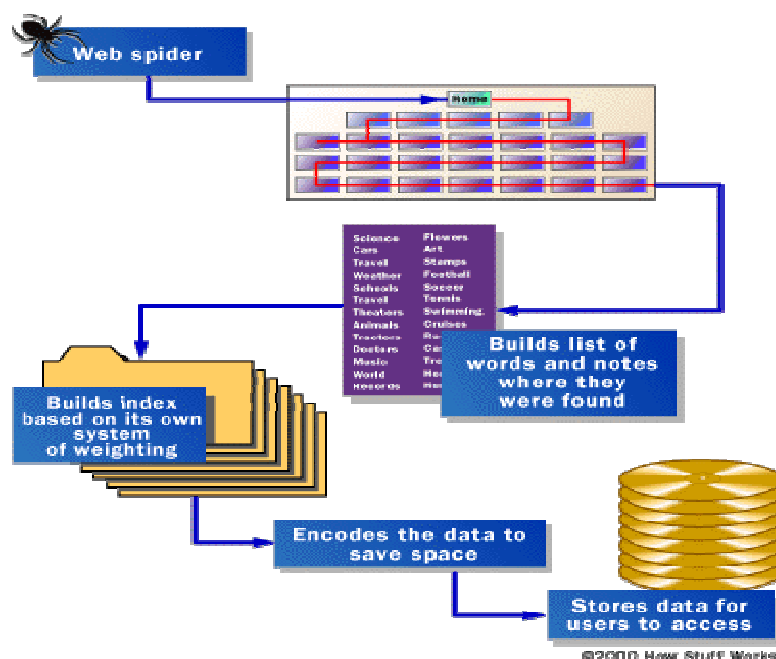 Web spider
Home
Science Flowers
Cars Art
Travel Stamps
Weather Football
Schools Soccer
Travel Tennis
Theaters Swimming
Animals Cruises
Tractors
Doctors
Music
World
Records
Builds list of
words and notes
where they
were found
Builds index
based on its own
system
of weighting
Encodes the data to
save space
Stores data for
users to access
©2000 How Stuff Works